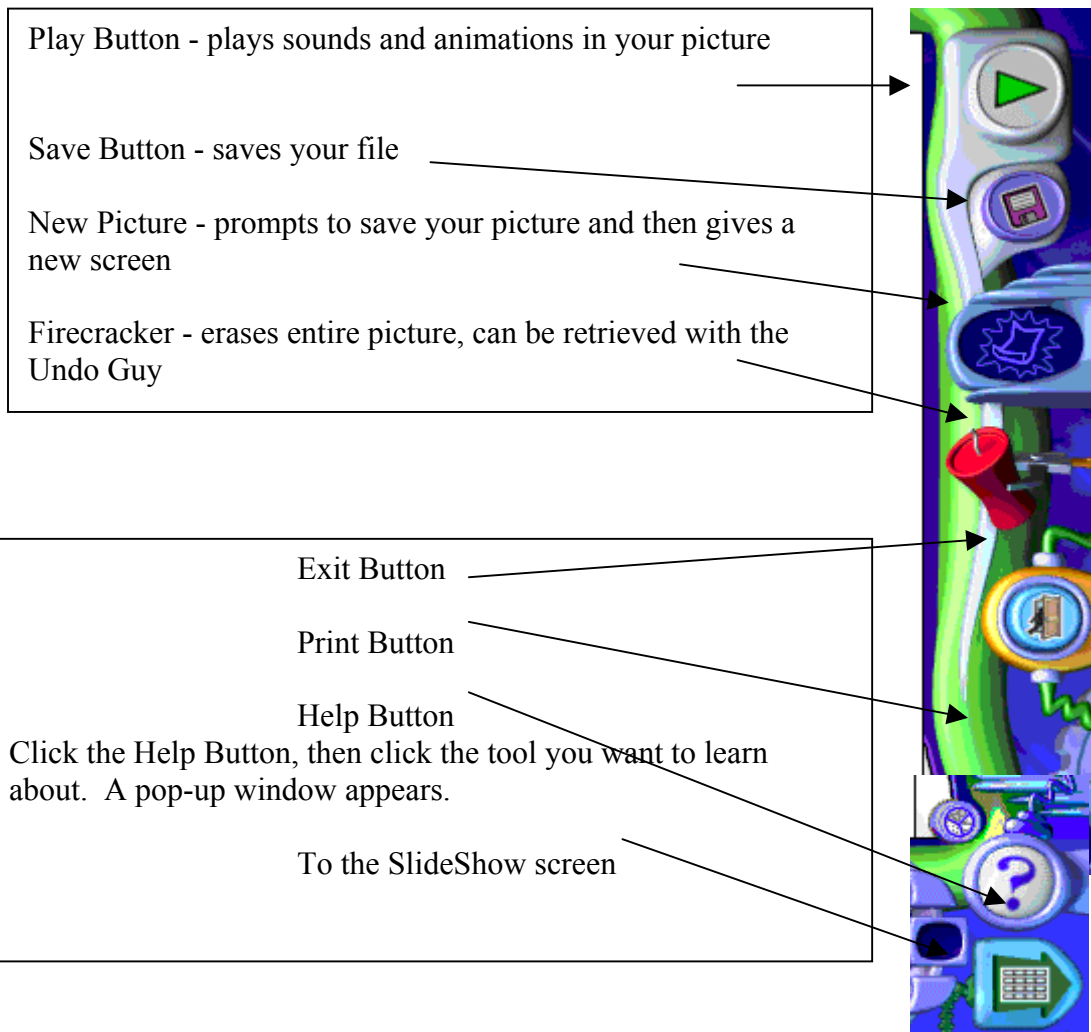 Play Button - plays sounds and animations in your picture
Save Button - saves your file
New Picture - prompts to save your picture and then gives a
new screen
Firecracker - erases entire picture, can be retrieved with the
Undo Guy
Exit Button
Print Button
Help Button
Click the Help Button, then click the tool you want to learn
about.  A pop-up window appears.
To the SlideShow screen
?